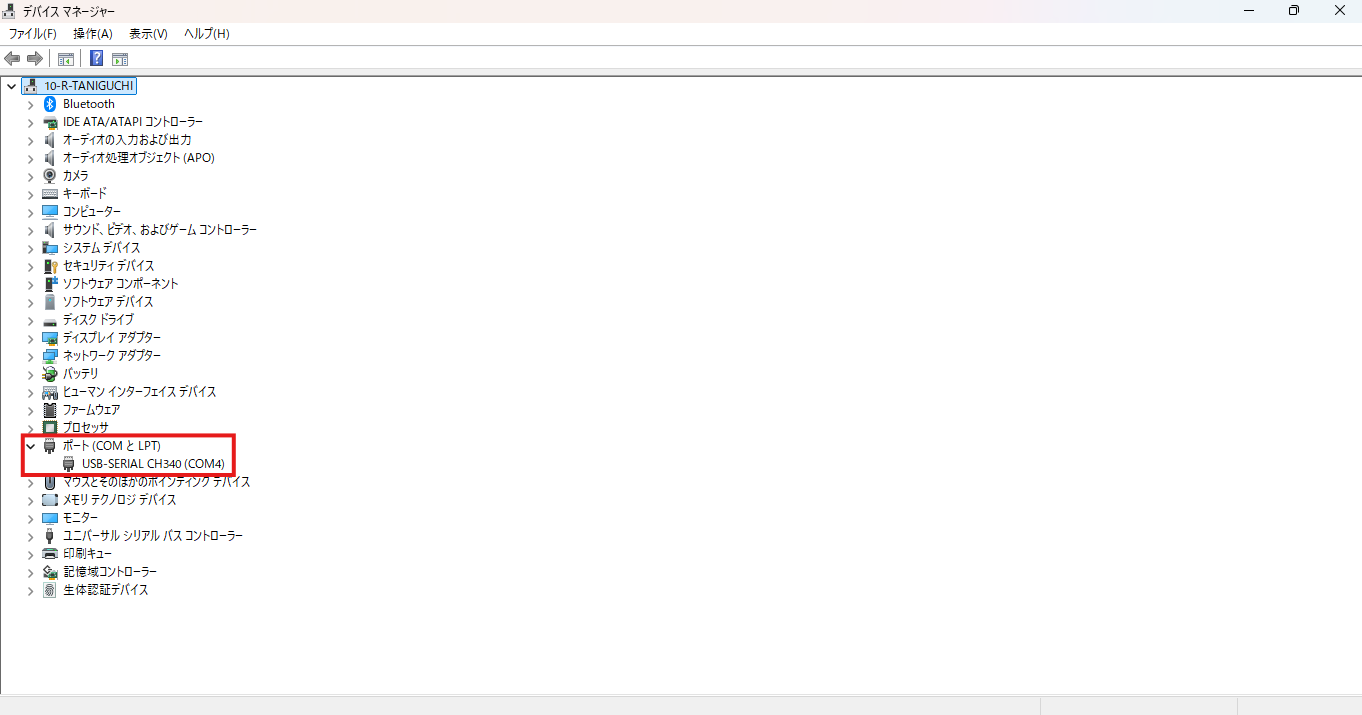 デバイス マネージャー
ファイル(F) 操作(A) 表示(V) ヘルプ(H)
10-R-TANIGUCHI
Bluetooth
IDE ATA/ATAPI コントローラー
オーディオの入力および出力
オーディオ処理オブジェクト (APO)
カメラ
キーボード
コンピューター
サウンド、ビデオ、およびゲーム コントローラー
システム デバイス
セキュリティ デバイス
ソフトウェア コンポーネント
ソフトウェア デバイス
ディスク ドライブ
ディスプレイ アダプター
ネットワーク アダプター
バッテリ
ヒューマン インターフェイス デバイス
ファームウェア
プロセッサ
ポート (COM と LPT)
USB-SERIAL CH340 (COM4)
マウスとそのほかのポインティング デバイス
メモリ テクノロジ デバイス
モニター
ユニバーサル シリアル バス コントローラー
印刷キュー
記憶域コントローラー
生体認証デバイス